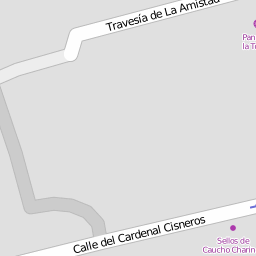 Travesía de La Amistad
Pan
la T
Calle del Cardenal Cisneros
Sellos de
Caucho Charin